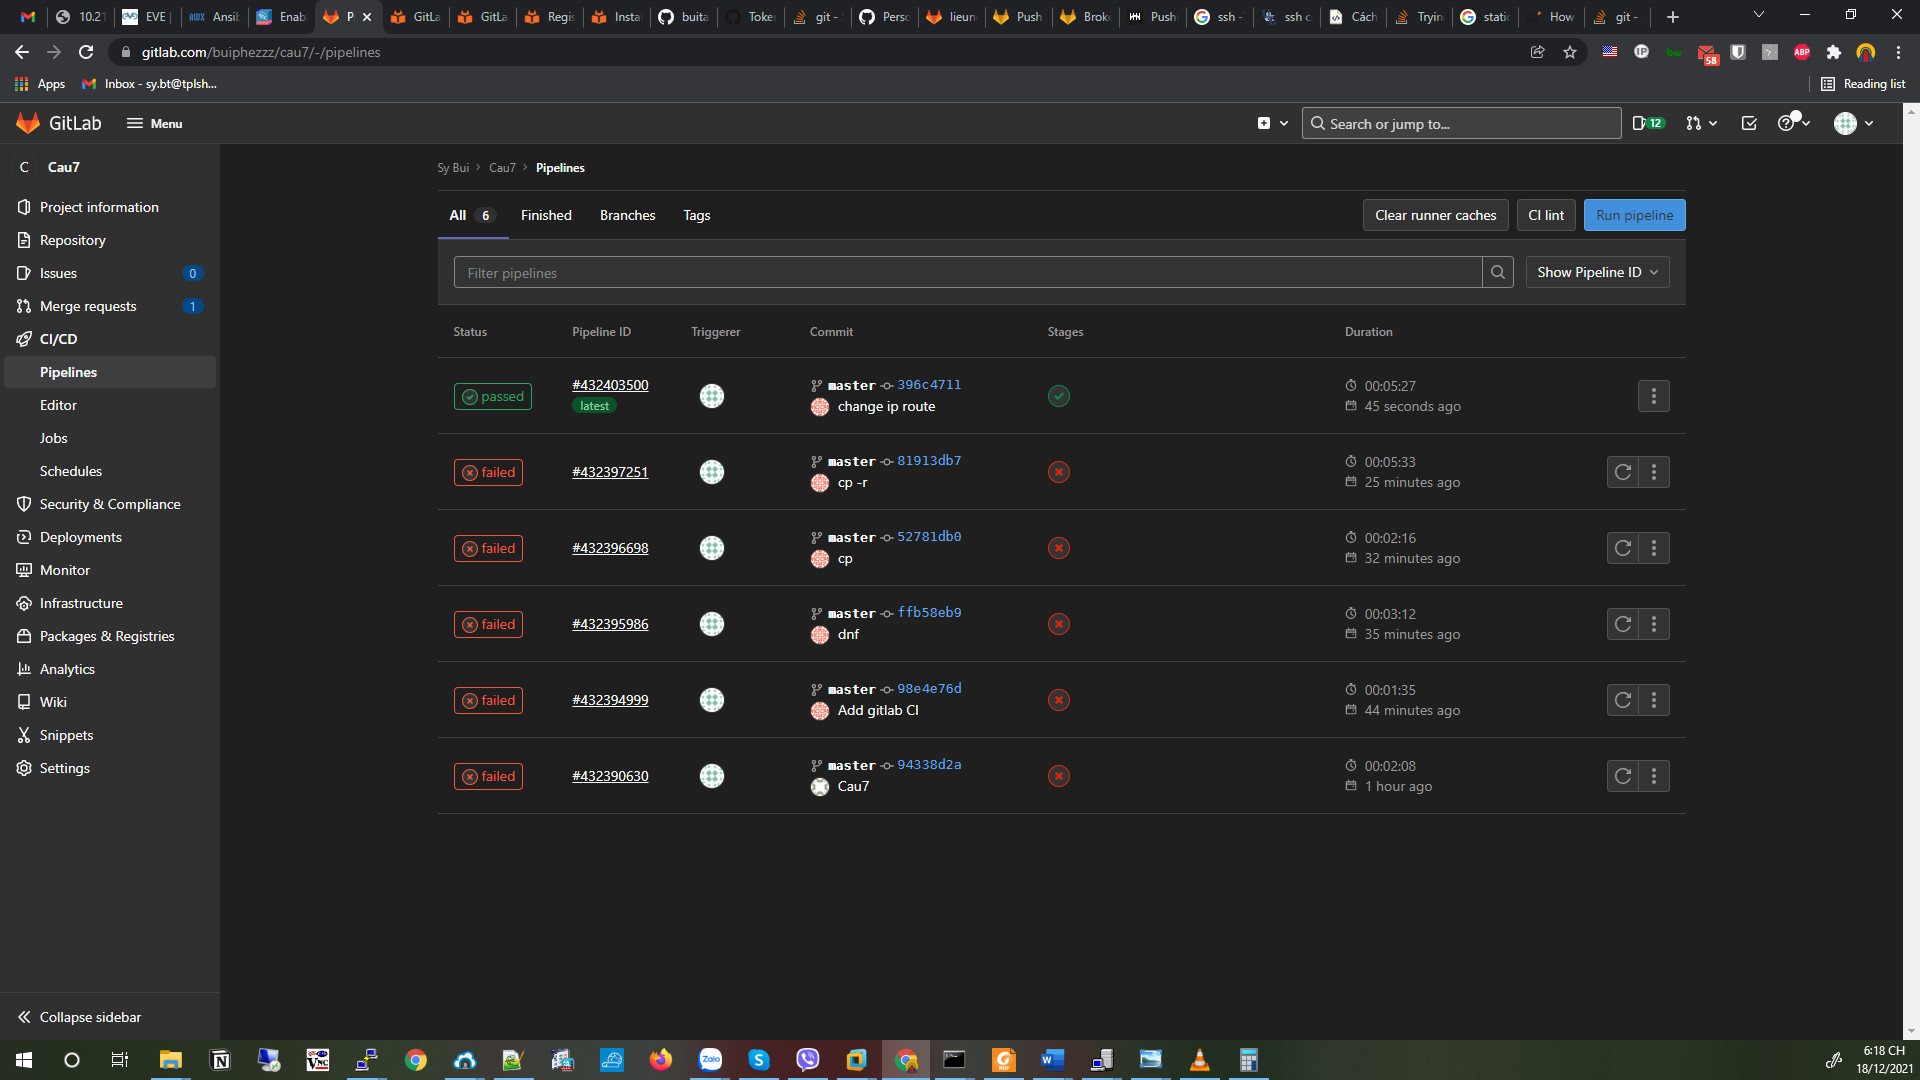 10.21
EVE
Ansil
Enab
P
GitLa
GitLa
Regis
Insta
buita
Toke
git -
Perso
lieun
Push
Brok
Push
ssh -
ssh c
Cách
Tryin
static
How
git -
gitlab.com/buiphezzz/cau7/-/pipelines
58
ABP
Apps
Inbox - sy.bt@tplsh...
Reading list
GitLab
Menu
Search or jump to...
12
C
Cau7
Project information
Repository
Issues
0
Merge requests
1
CI/CD
Pipelines
Editor
Jobs
Schedules
Security & Compliance
Deployments
Monitor
Infrastructure
Packages & Registries
Analytics
Wiki
Snippets
Settings
Collapse sidebar
Sy Bui › Cau7 › Pipelines
All 6
Finished
Branches
Tags
Clear runner caches
CI lint
Run pipeline
Filter pipelines
Show Pipeline ID
Status Pipeline ID Triggerer Commit Stages Duration
passed
#432403500
latest
master 396c4711
change ip route
00:05:27
45 seconds ago
failed
#432397251
master 81913db7
cp -r
00:05:33
25 minutes ago
failed
#432396698
master 52781db0
cp
00:02:16
32 minutes ago
failed
#432395986
master ffb58eb9
dnf
00:03:12
35 minutes ago
failed
#432394999
master 98e4e76d
Add gitlab CI
00:01:35
44 minutes ago
failed
#432390630
master 94338d2a
Cau7
00:02:08
1 hour ago
Zalo
6:18 CH
18/12/2021